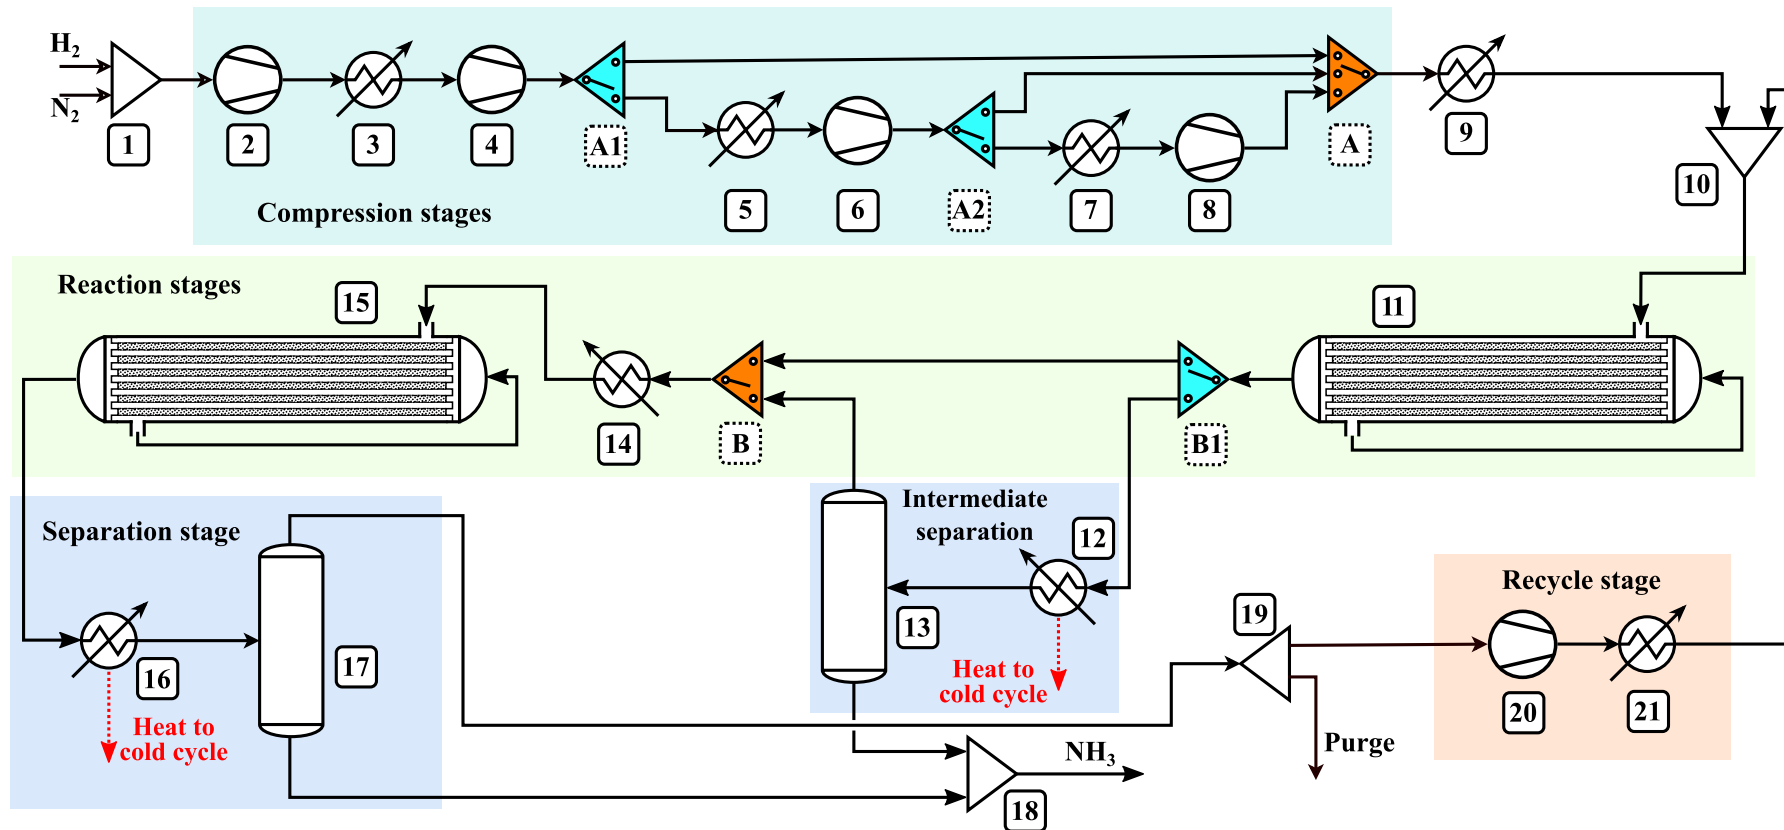 H2
N2
1
2
3
4
A1
5
6
A2
7
8
A
9
10
Compression stages
Reaction stages
15
11
14
B
B1
Separation stage
Intermediate
separation
12
13
16
17
Heat to
cold cycle
Heat to
cold cycle
19
Recycle stage
20
21
Purge
NH3
18